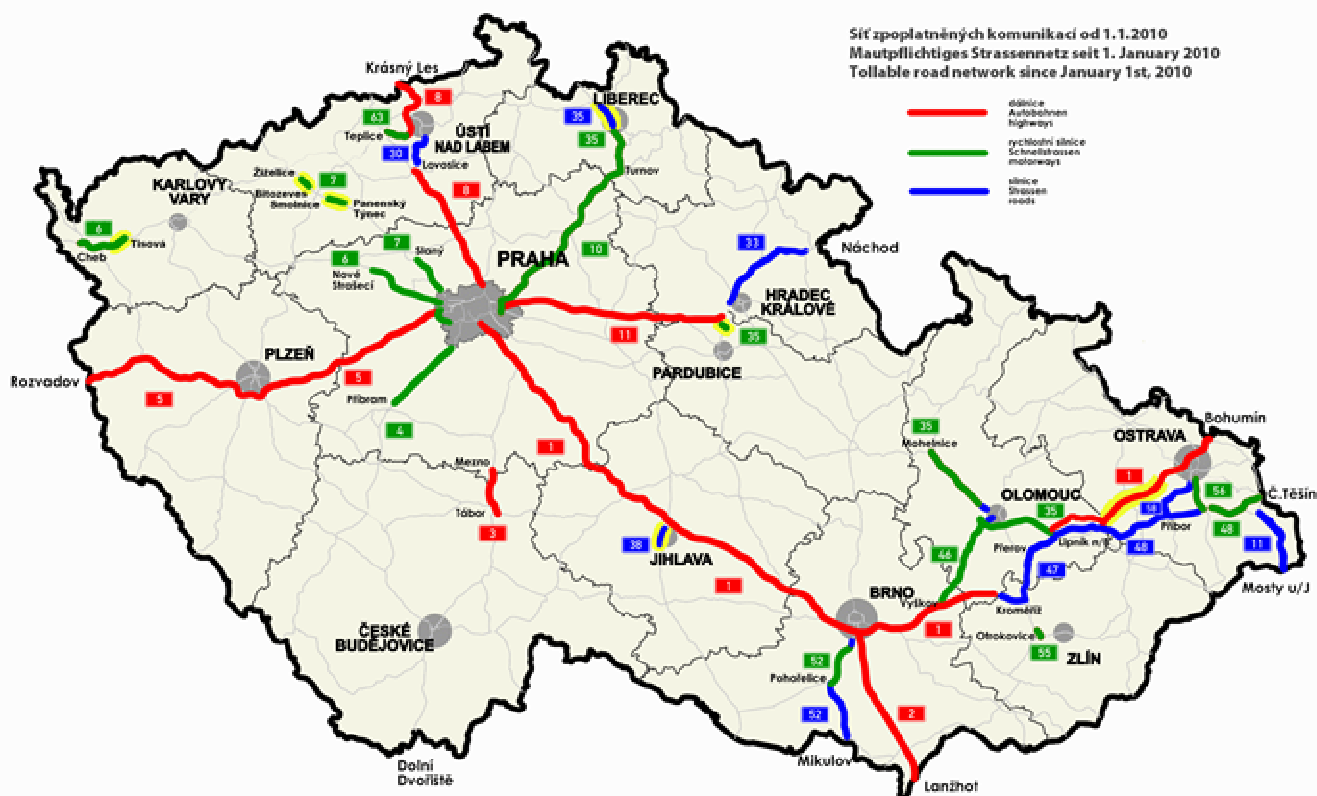 Síť zpoplatněných komunikací od 1.1.2010
Mautpflichtiges Strassennetz seit 1. January 2010
Tollable road network since January 1st, 2010
dálnice
Autobahnen
highways
rychlostní silnice
Schnellstrassen
motorways
silnice
Strassen
roads
Krásný Les
8
LIBEREC
35
63
Teplice
ÚSTÍ
NAD LABEM
30
Lovosice
35
Turnov
Žiželice
7
Bitozeves
Smolnice
Panenský
Týnec
KARLOVY
VARY
8
6
Tisová
Cheb
7
Slaný
6
Nové
Strašecí
PRAHA
10
33
Náchod
HRADEC
KRÁLOVÉ
11
35
PARDUBICE
PLZEŇ
Rozvadov
5
5
Příbram
4
1
Mezno
Tábor
3
35
Mohelnice
Bohumín
OSTRAVA
1
OLOMOUC
35
56
Č.Těšín
58
Příbor
48
11
Přerov
Lipník n/B
48
46
47
Mosty u/J
38
JIHLAVA
1
BRNO
Vyškov
1
Kroměříž
Otrokovice
55
ZLÍN
ČESKÉ
BUDĚJOVICE
52
Pohořelice
52
2
Mikulov
Lanžhot
Dolní
Dvořiště